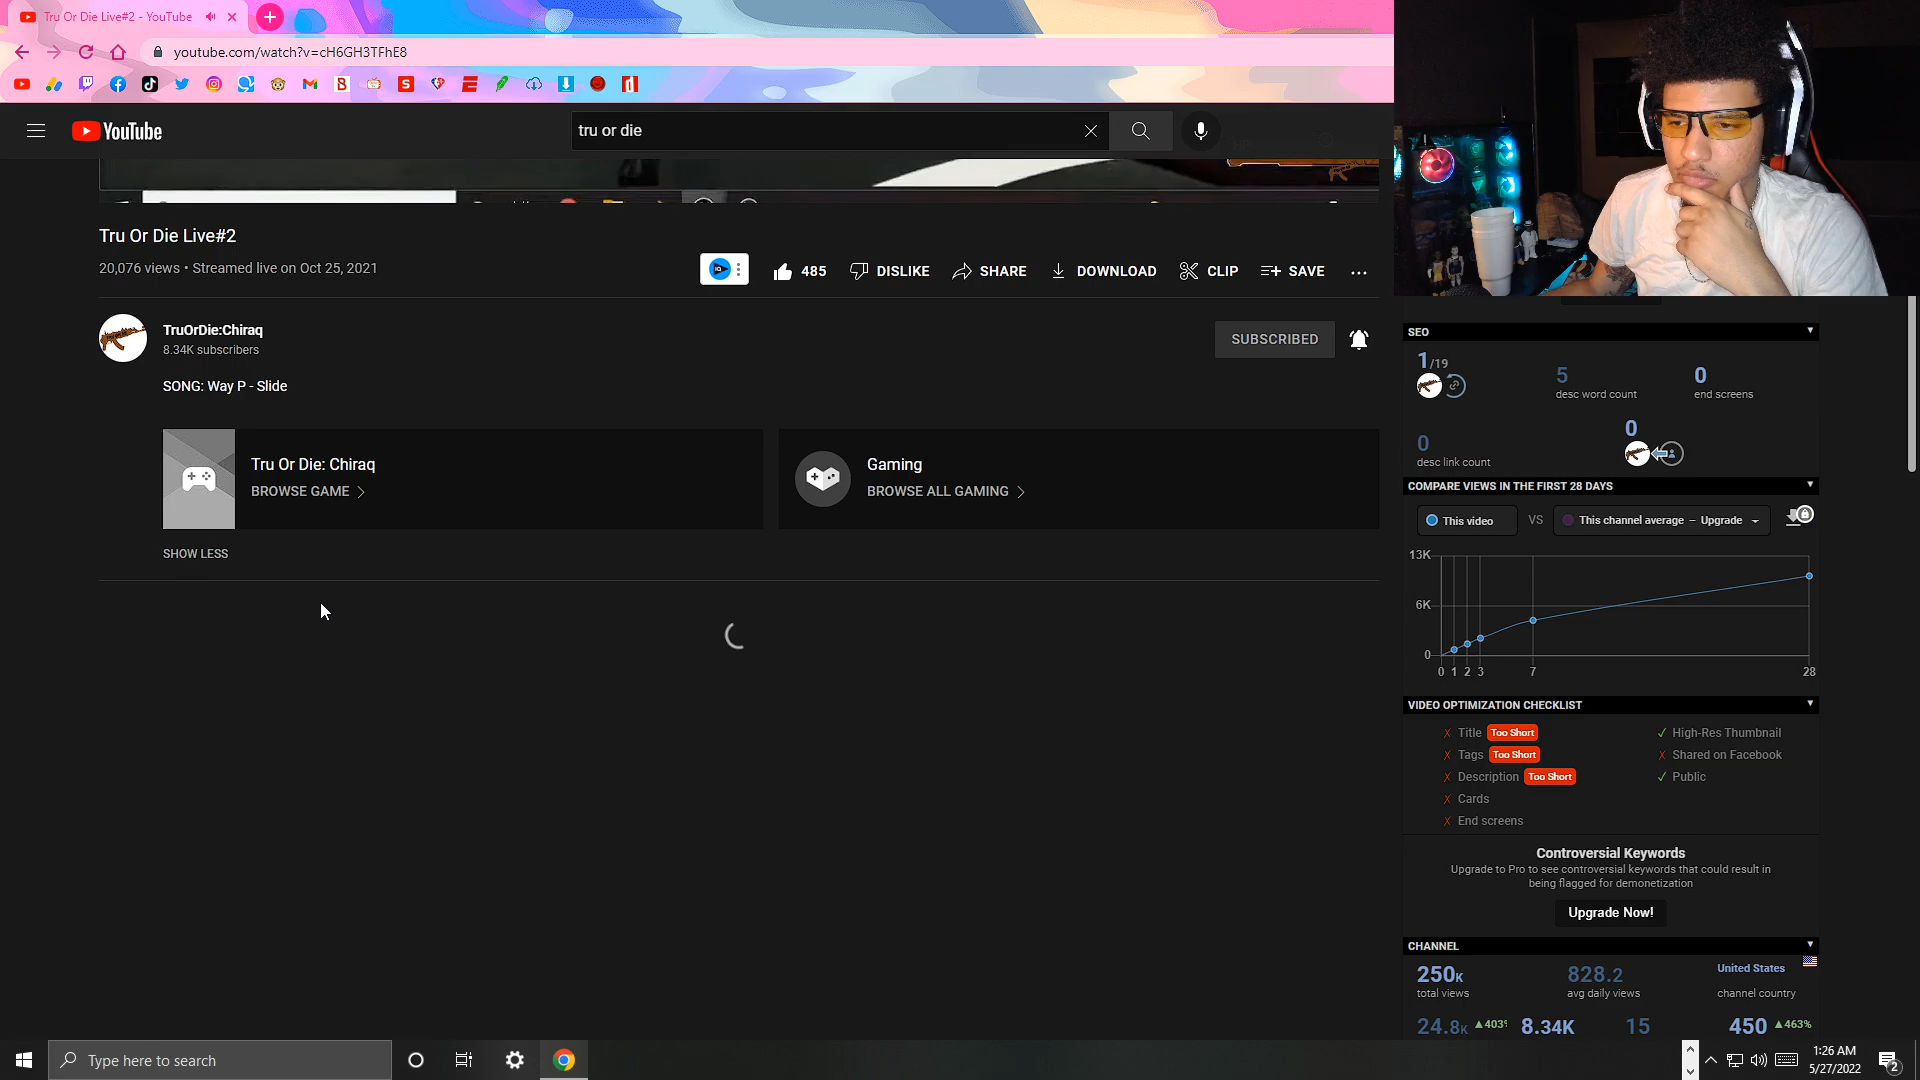 Tru Or Die Live#2 - YouTube
youtube.com/watch?v=cH6GH3TFhE8
YouTube
tru or die
Tru Or Die Live#2
20,076 views • Streamed live on Oct 25, 2021
485
DISLIKE
SHARE
DOWNLOAD
CLIP
SAVE
TruOrDie:Chiraq
8.34K subscribers
SUBSCRIBED
SONG: Way P - Slide
Tru Or Die: Chiraq
BROWSE GAME
Gaming
BROWSE ALL GAMING
SHOW LESS
SEO
1/19
5
desc word count
0
end screens
0
desc link count
0
COMPARE VIEWS IN THE FIRST 28 DAYS
This video
VS
This channel average – Upgrade
13K
6K
0
0 1 2 3 7 28
VIDEO OPTIMIZATION CHECKLIST
Title Too Short
High-Res Thumbnail
Tags Too Short
Shared on Facebook
Description Too Short
Public
Cards
End screens
Controversial Keywords
Upgrade to Pro to see controversial keywords that could result in
being flagged for demonetization
Upgrade Now!
CHANNEL
250K
total views
828.2
avg daily views
United States
channel country
24.8K ▲403%
8.34K
15
450 ▲463%
Type here to search
1:26 AM
5/27/2022
2